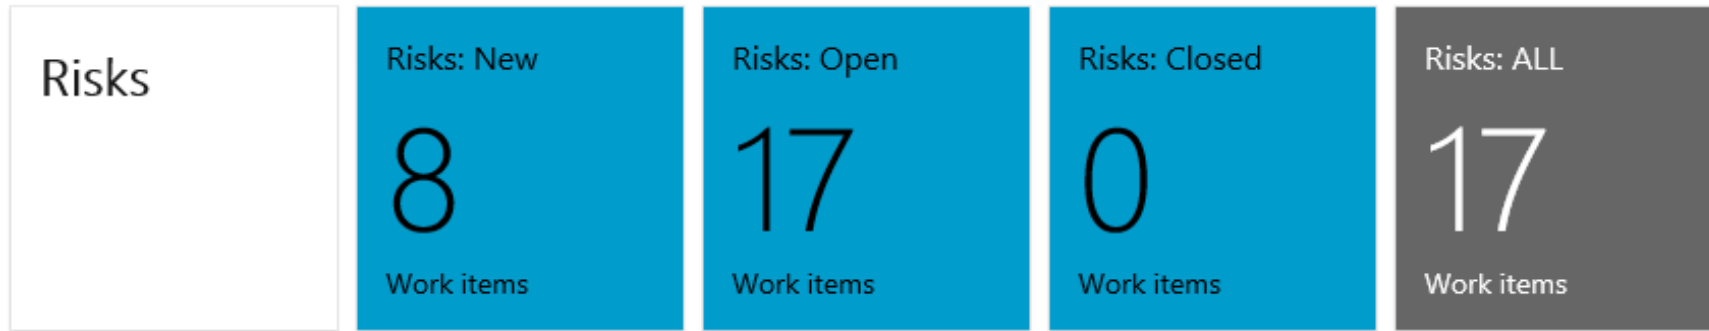 Risks
Risks: New
8
Work items
Risks: Open
17
Work items
Risks: Closed
0
Work items
Risks: ALL
17
Work items